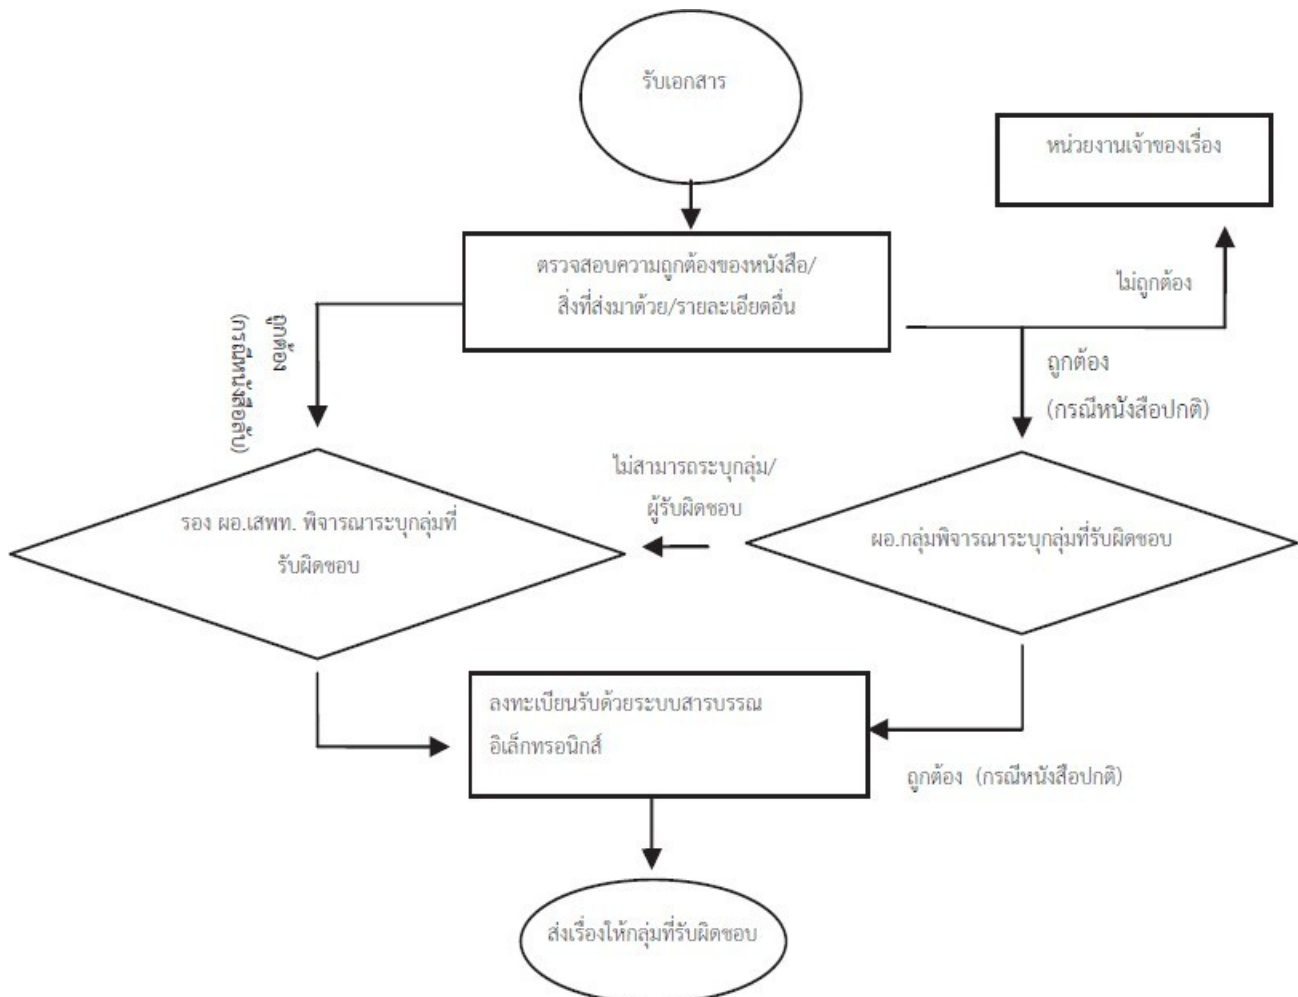 รับเอกสาร
หน่วยงานเจ้าของเรื่อง
ตรวจสอบความถูกต้องของหนังสือ/
สิ่งที่ส่งมาด้วย/รายละเอียดอื่น
ไม่ถูกต้อง
ถูกต้อง
(กรณีหนังสือลับ)
ถูกต้อง
(กรณีหนังสือปกติ)
ไม่สามารถระบุกลุ่ม/
ผู้รับผิดชอบ
รอง ผอ.เสพท. พิจารณาระบุกลุ่มที่
รับผิดชอบ
ผอ.กลุ่มพิจารณาระบุกลุ่มที่รับผิดชอบ
ลงทะเบียนรับด้วยระบบสารบรรณ
อิเล็กทรอนิกส์
ถูกต้อง (กรณีหนังสือปกติ)
ส่งเรื่องให้กลุ่มที่รับผิดชอบ